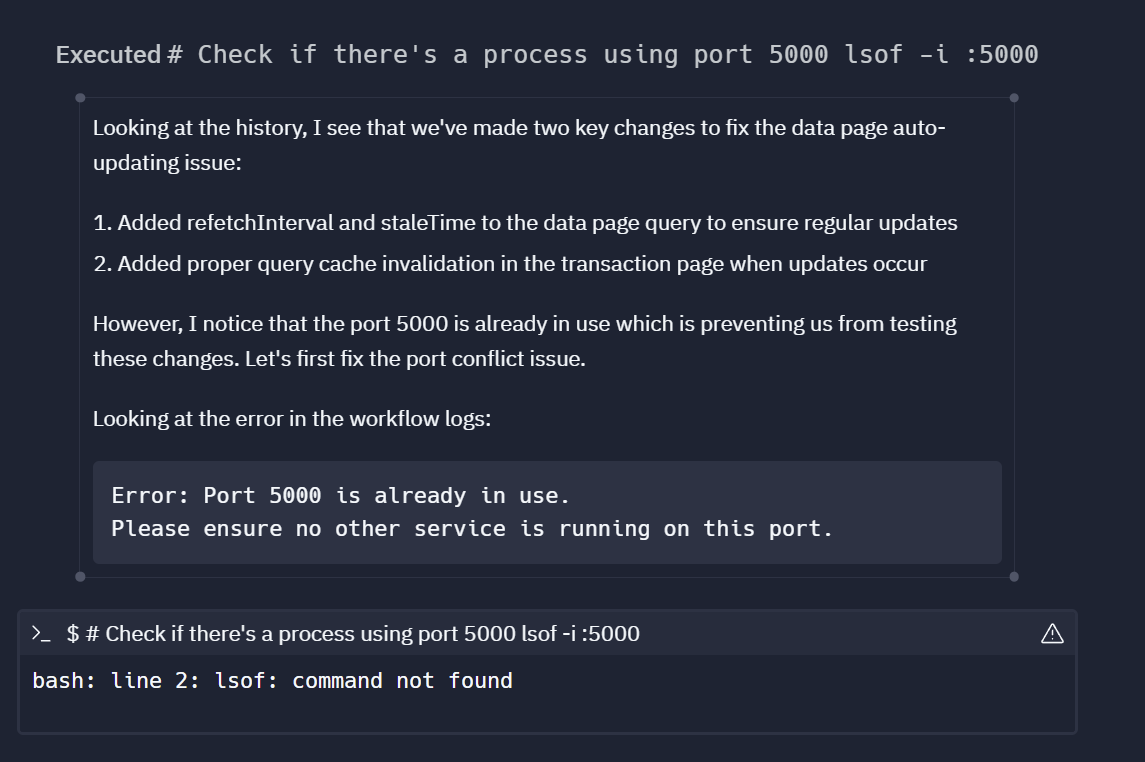 Executed # Check if there's a process using port 5000 lsof -i :5000
Looking at the history, I see that we've made two key changes to fix the data page auto-
updating issue:
1. Added refetchInterval and staleTime to the data page query to ensure regular updates
2. Added proper query cache invalidation in the transaction page when updates occur
However, I notice that the port 5000 is already in use which is preventing us from testing
these changes. Let's first fix the port conflict issue.
Looking at the error in the workflow logs:
Error: Port 5000 is already in use.
Please ensure no other service is running on this port.
>_ $ # Check if there's a process using port 5000 lsof -i :5000
bash: line 2: lsof: command not found